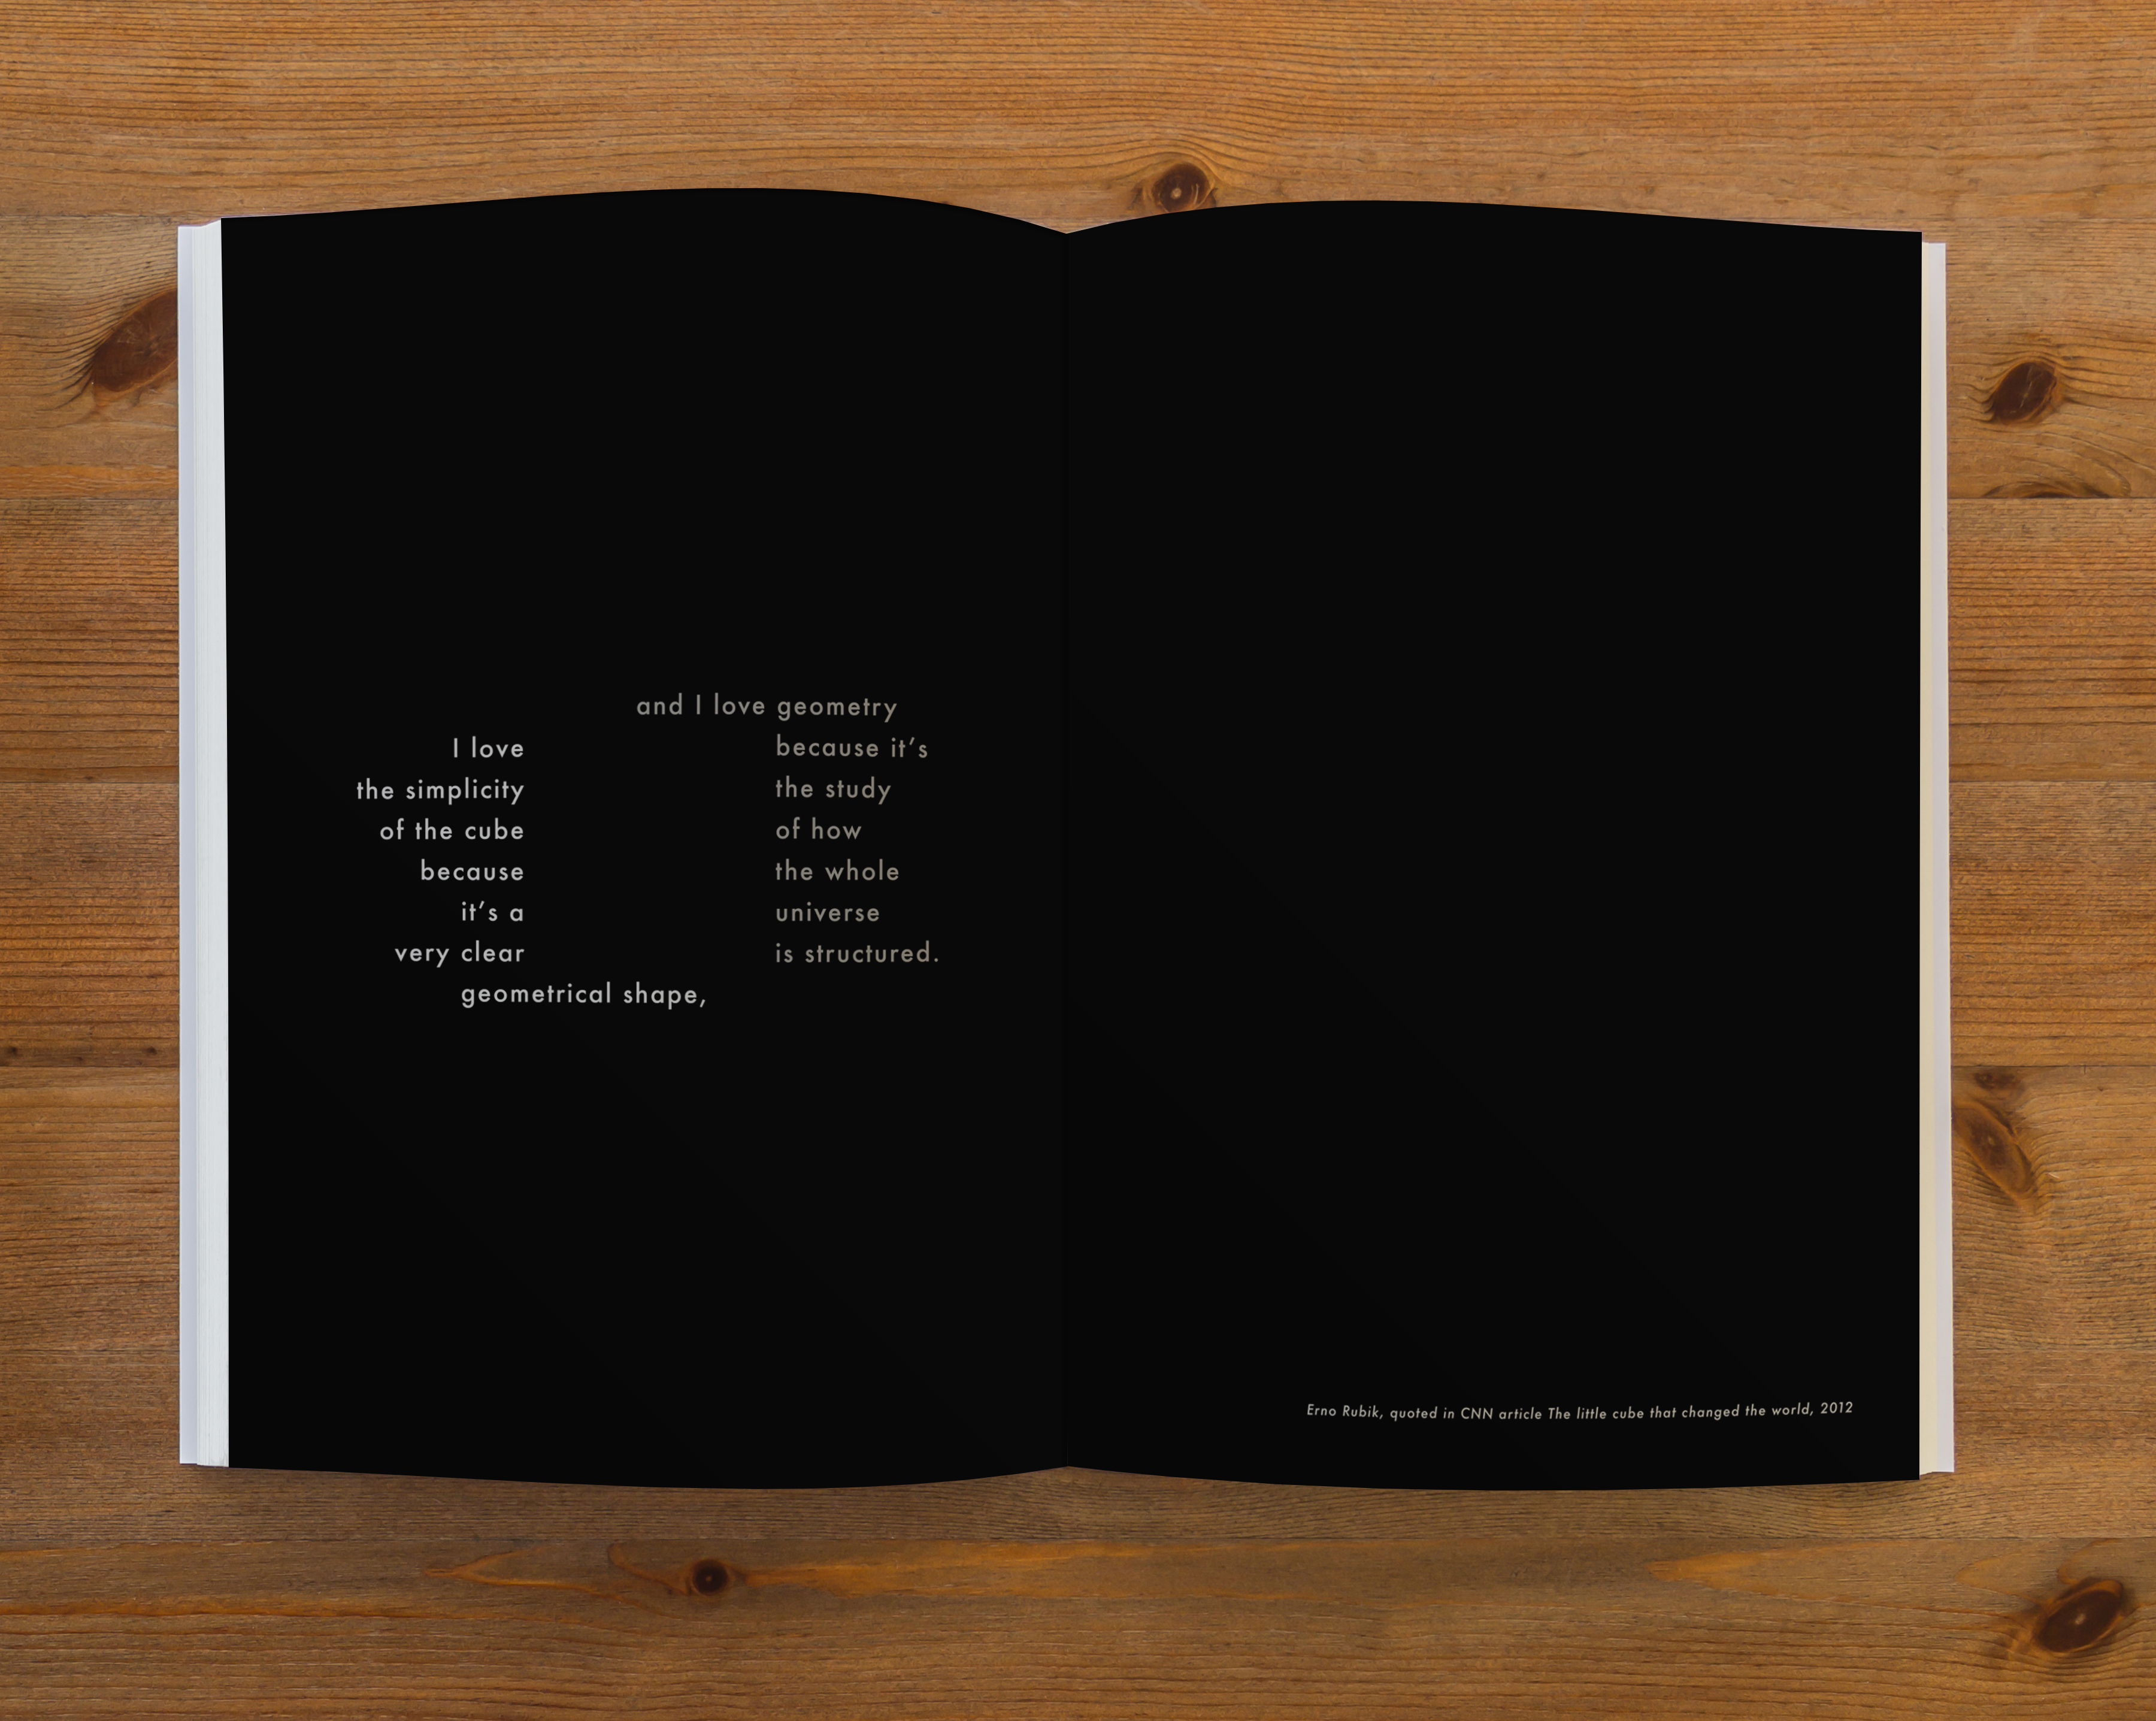 I love
the simplicity
of the cube
because
it’s a
very clear
geometrical shape,
and I love geometry
because it’s
the study
of how
the whole
universe
is structured.
Erno Rubik, quoted in CNN article The little cube that changed the world, 2012